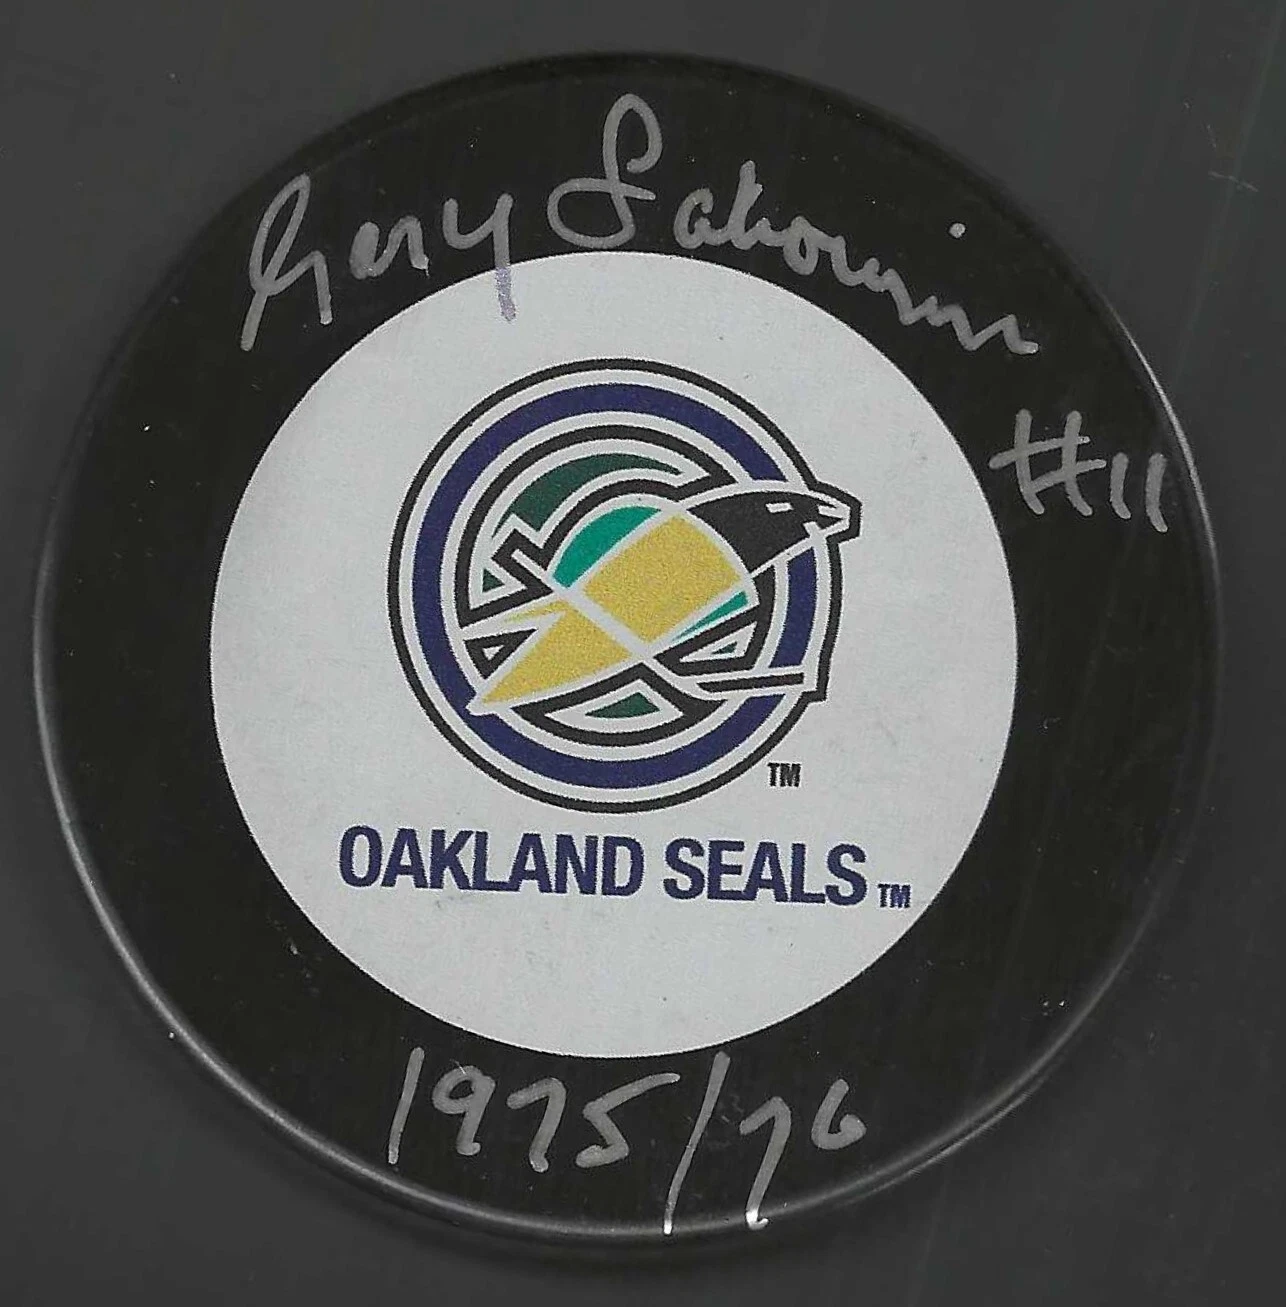 Gary Sabourin
#11
TM
OAKLAND SEALS TM
1975/76